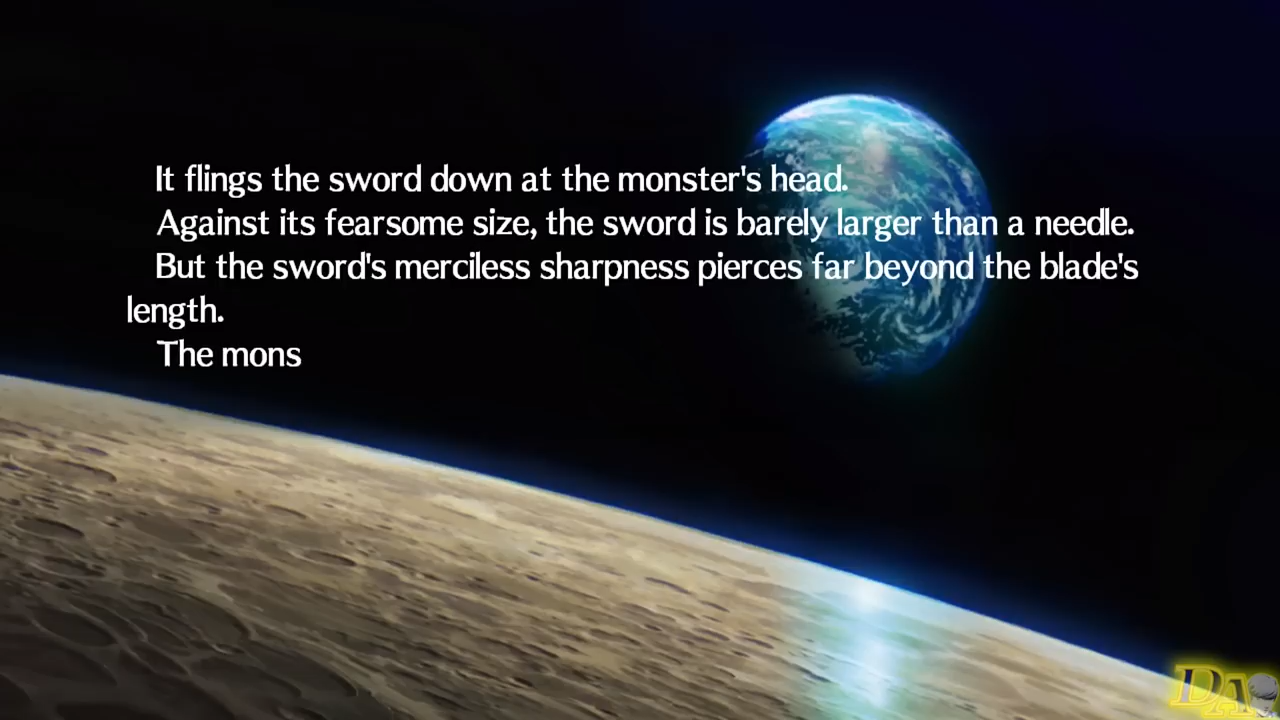 It flings the sword down at the monster's head.
Against its fearsome size, the sword is barely larger than a needle.
But the sword's merciless sharpness pierces far beyond the blade's
length.
The mons
DA